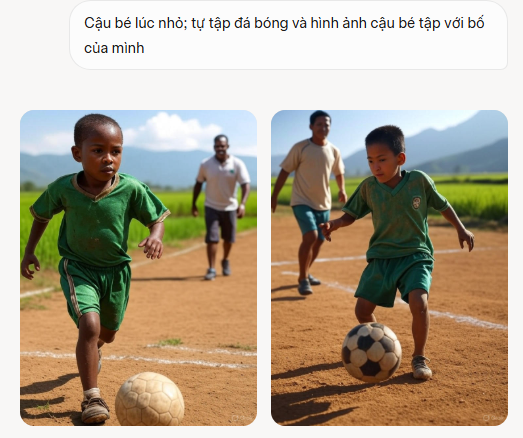 Cậu bé lúc nhỏ; tự tập đá bóng và hình ảnh cậu bé tập với bố
của mình